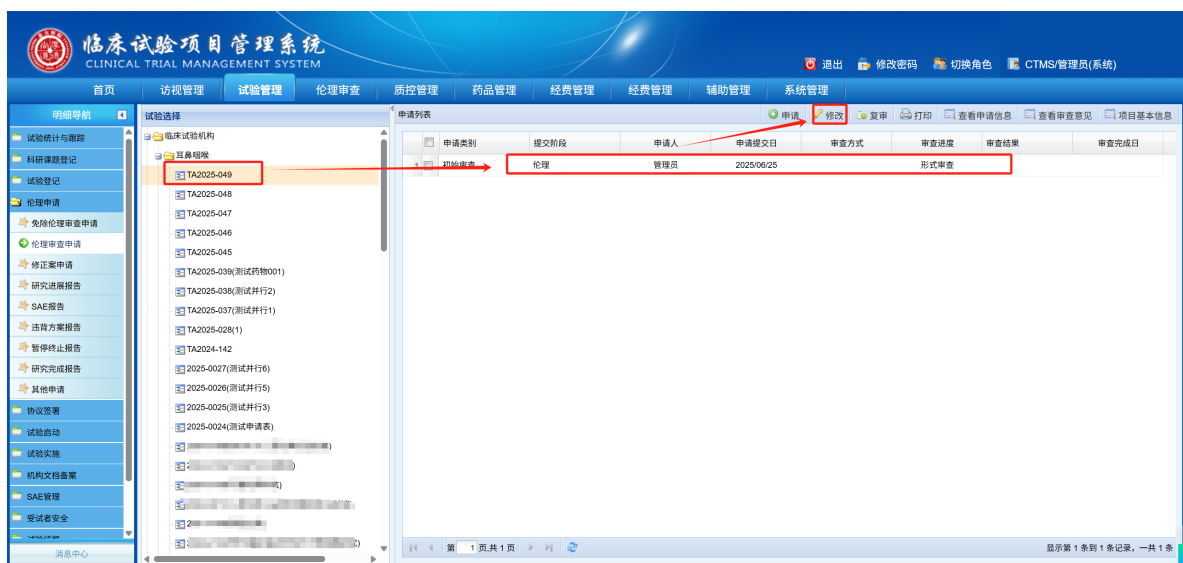 临床试验项目管理系统
CLINICAL TRIAL MANAGEMENT SYSTEM
退出 修改密码 切换角色 CTMS/管理员(系统)
首页 访视管理 试验管理 伦理审查 质控管理 药品管理 经费管理 经费管理 辅助管理 系统管理
明细导航
试验统计与跟踪
科研课题登记
试验登记
伦理申请
免除伦理审查申请
伦理审查申请
修正案申请
研究进展报告
SAE报告
违背方案报告
暂停终止报告
研究完成报告
其他申请
协议签署
试验启动
试验实施
机构文档备案
SAE管理
受试者安全
消息中心
试验选择
临床试验机构
耳鼻咽喉
TA2025-049
TA2025-048
TA2025-047
TA2025-046
TA2025-045
TA2025-039(测试药物001)
TA2025-038(测试并行2)
TA2025-037(测试并行1)
TA2025-028(1)
TA2024-142
2025-0027(测试并行6)
2025-0026(测试并行5)
2025-0025(测试并行3)
2025-0024(测试申请表)
申请列表
申请 修改 复审 打印 查看申请信息 查看审查意见 项目基本信息
申请类别 提交阶段 申请人 申请提交日 审查方式 审查进度 审查结果 审查完成日
1 初始审查 伦理 管理员 2025/06/25 形式审查
第 1 页,共 1 页
显示第 1 条到 1 条记录，一共 1 条